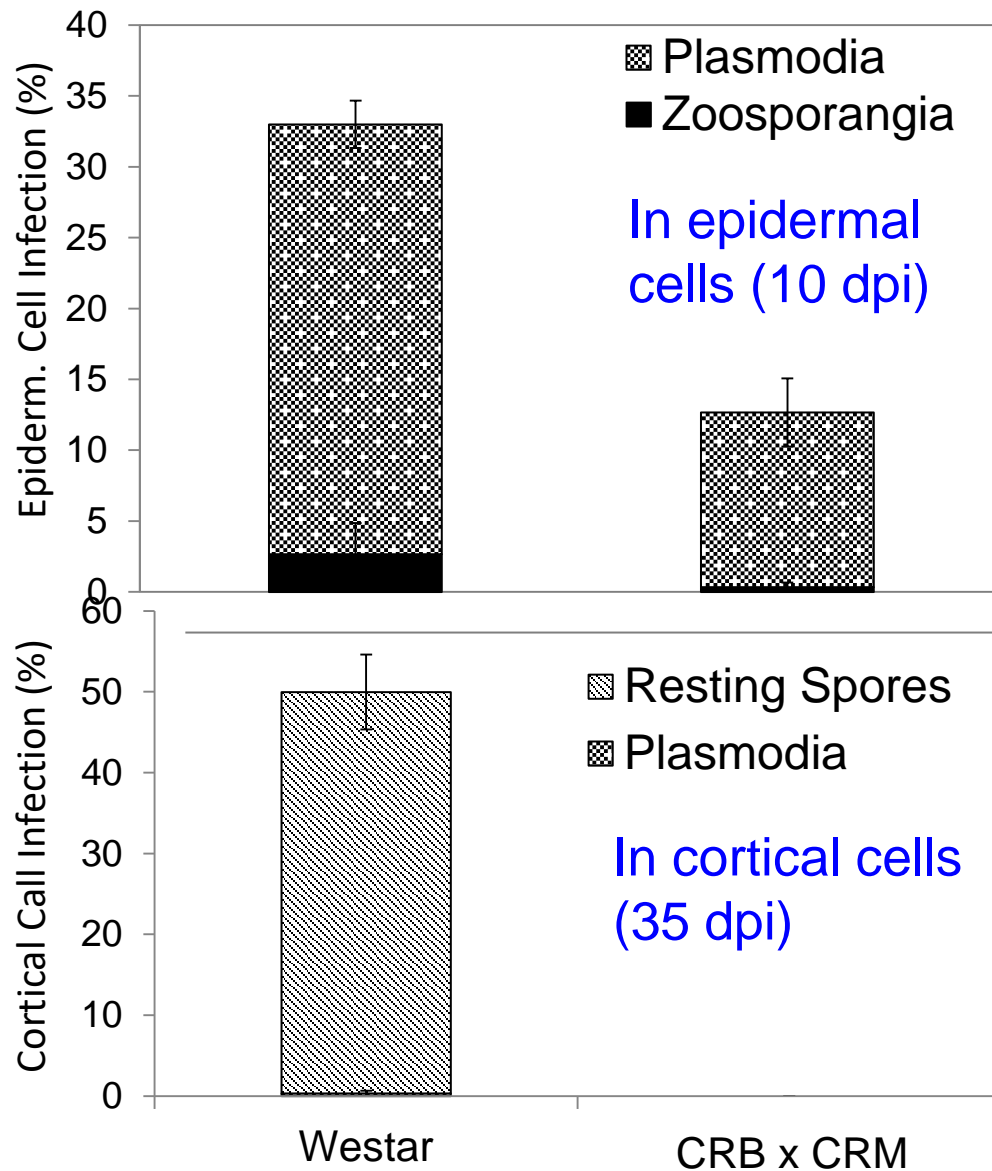 40
35
30
25
20
15
10
5
0
Epiderm. Cell Infection (%)
Plasmodia
Zoosporangia
In epidermal
cells (10 dpi)
60
50
40
30
20
10
0
Cortical Call Infection (%)
Resting Spores
Plasmodia
In cortical cells
(35 dpi)
Westar
CRB x CRM